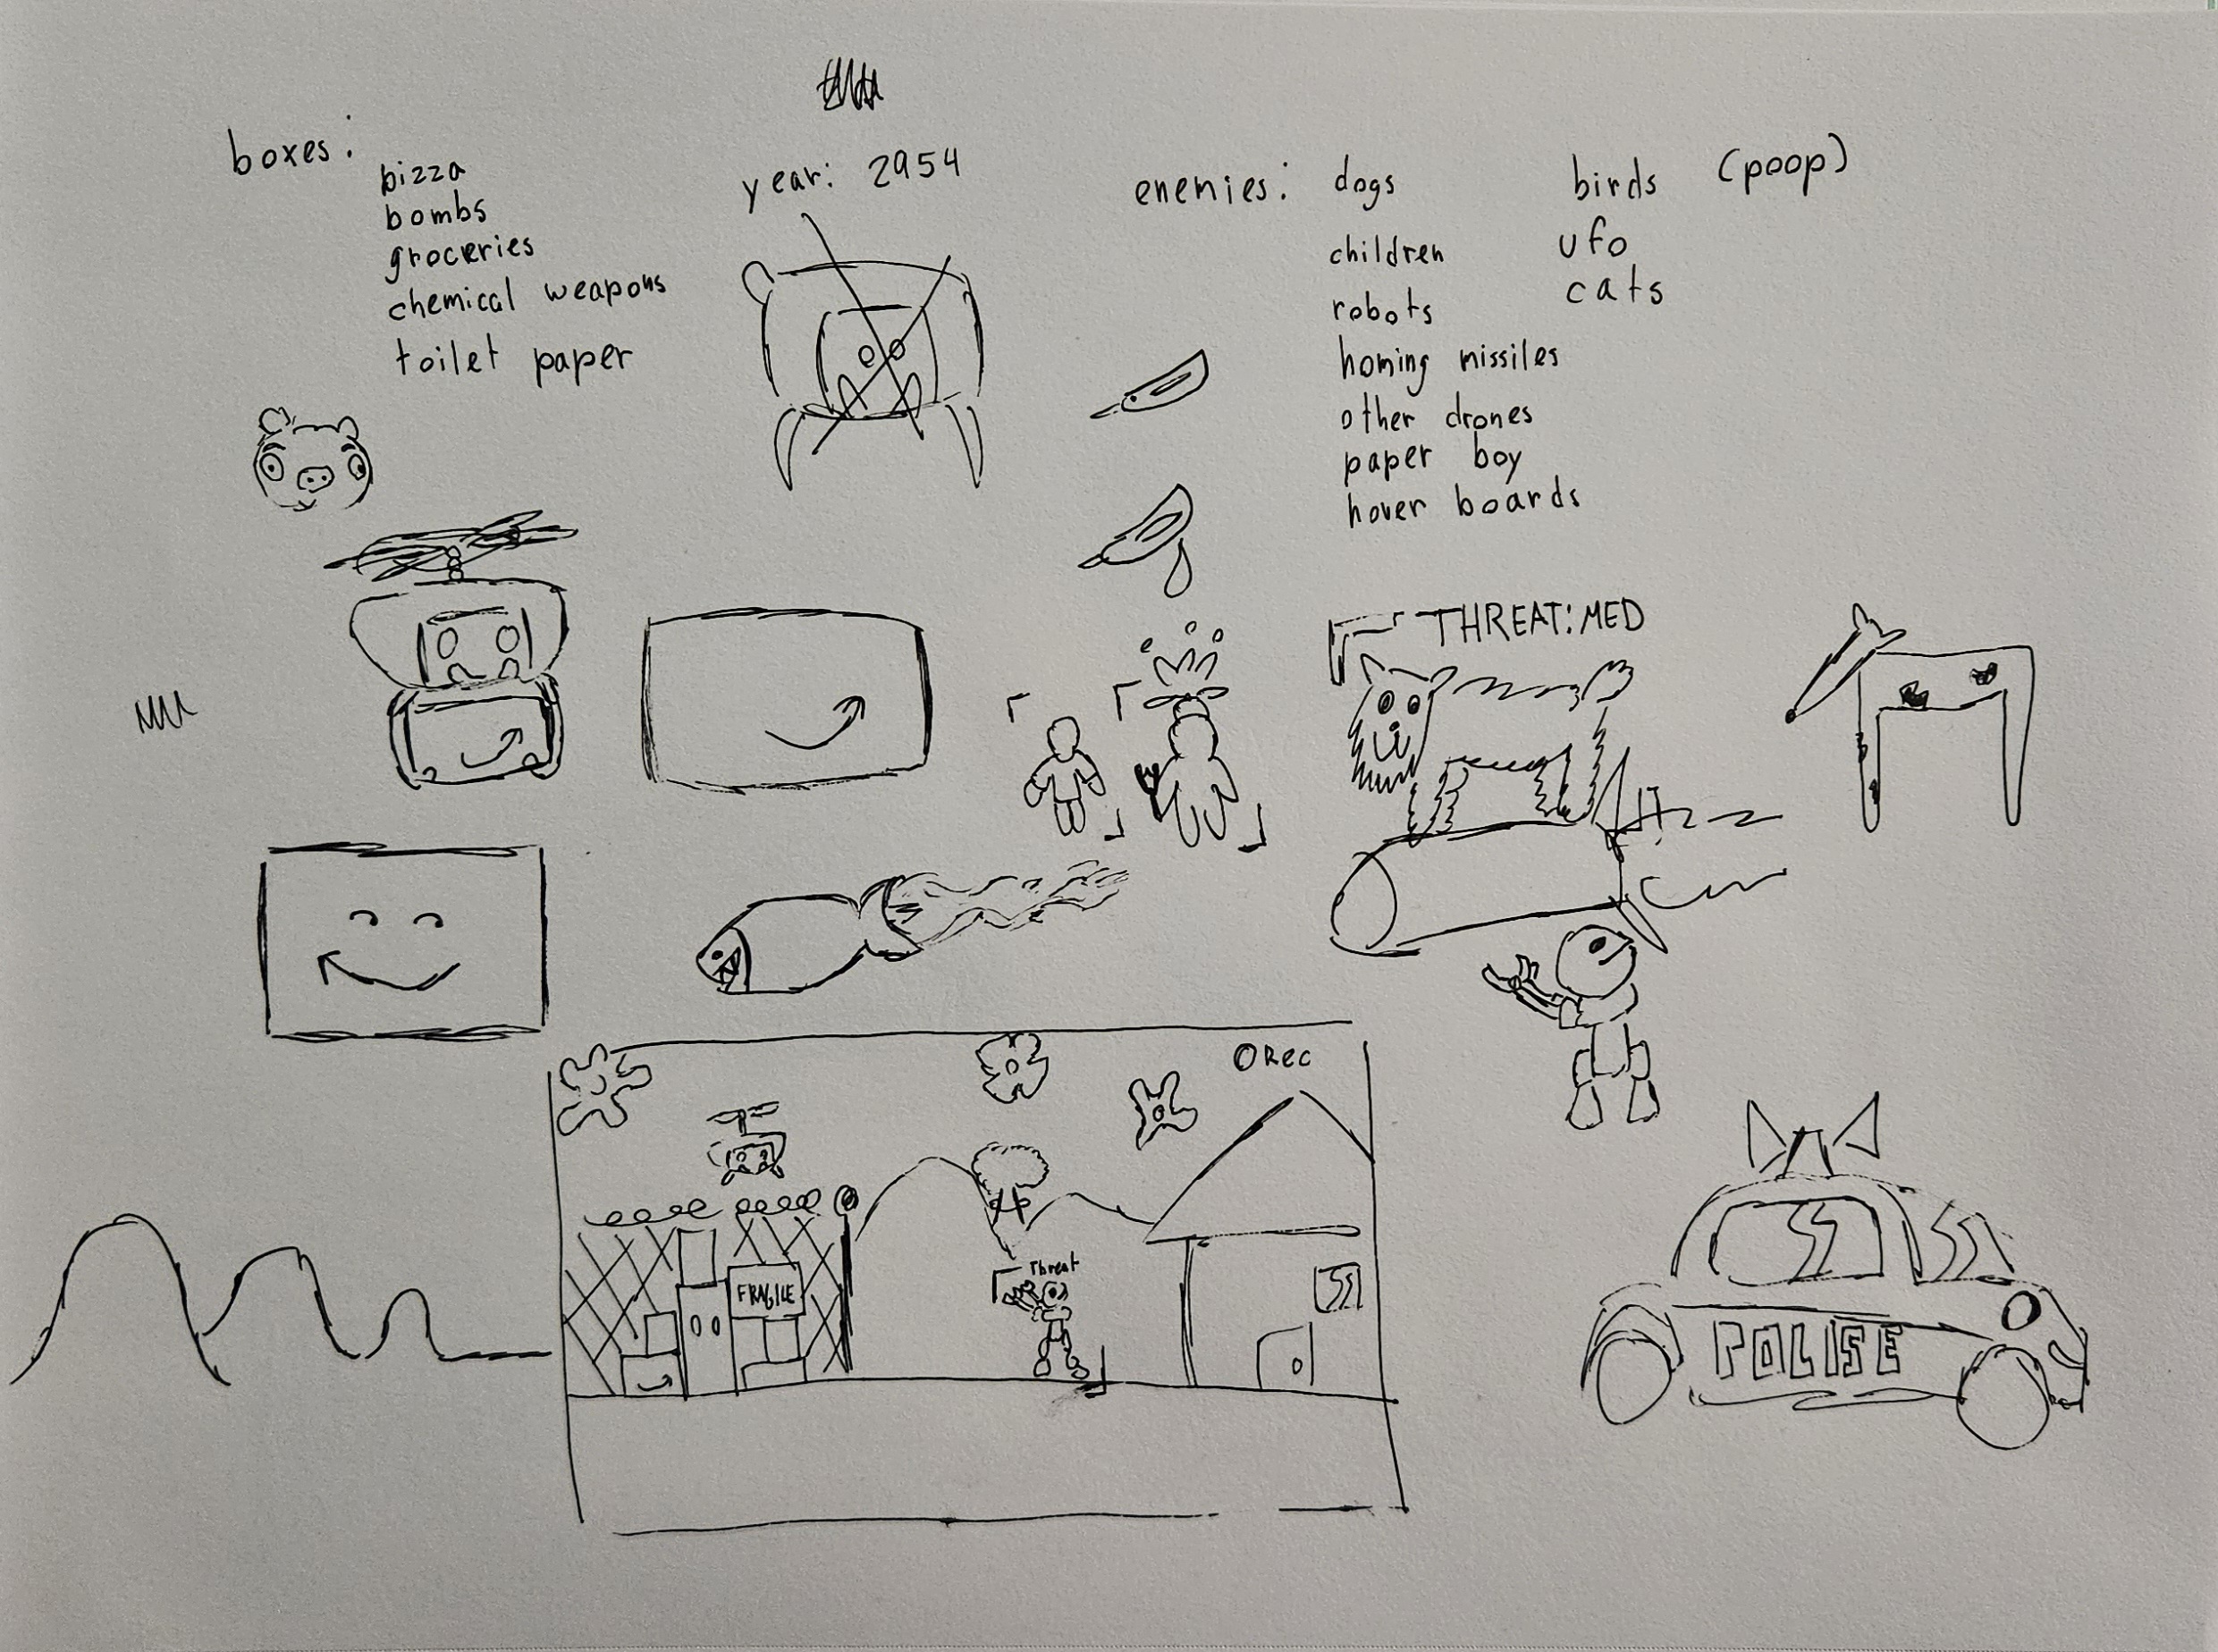 boxes:
bizza
bombs
groceries
chemical weapons
toilet paper
year: 2954
enemies:
dogs
children
robots
homing missiles
other drones
paper boy
hover boards
birds (poop)
ufo
cats
THREAT: MED
Rec
FRAGILE
Threat
POLISE